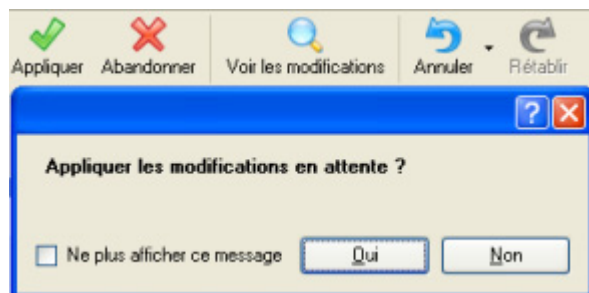 Appliquer Abandonner Voir les modifications Annuler Rétablir
?
Appliquer les modifications en attente ?
Ne plus afficher ce message Oui Non